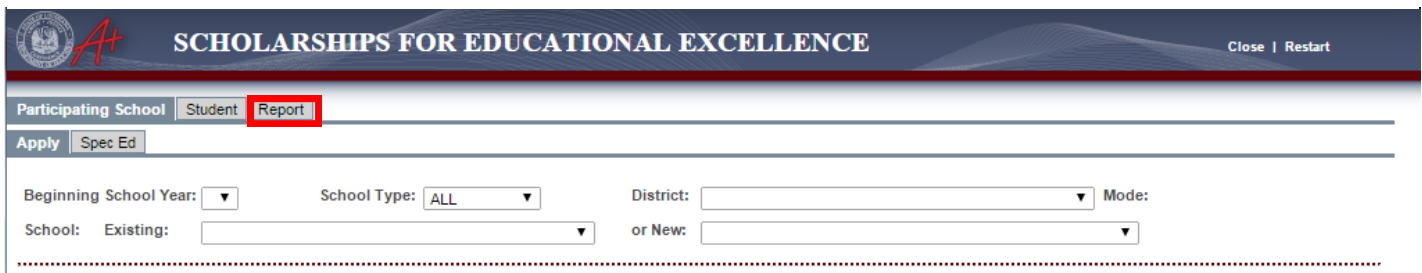 A+ SCHOLARSHIPS FOR EDUCATIONAL EXCELLENCE Close | Restart
Participating School Student Report
Apply Spec Ed
Beginning School Year: School Type: ALL District: Mode:
School: Existing: or New: